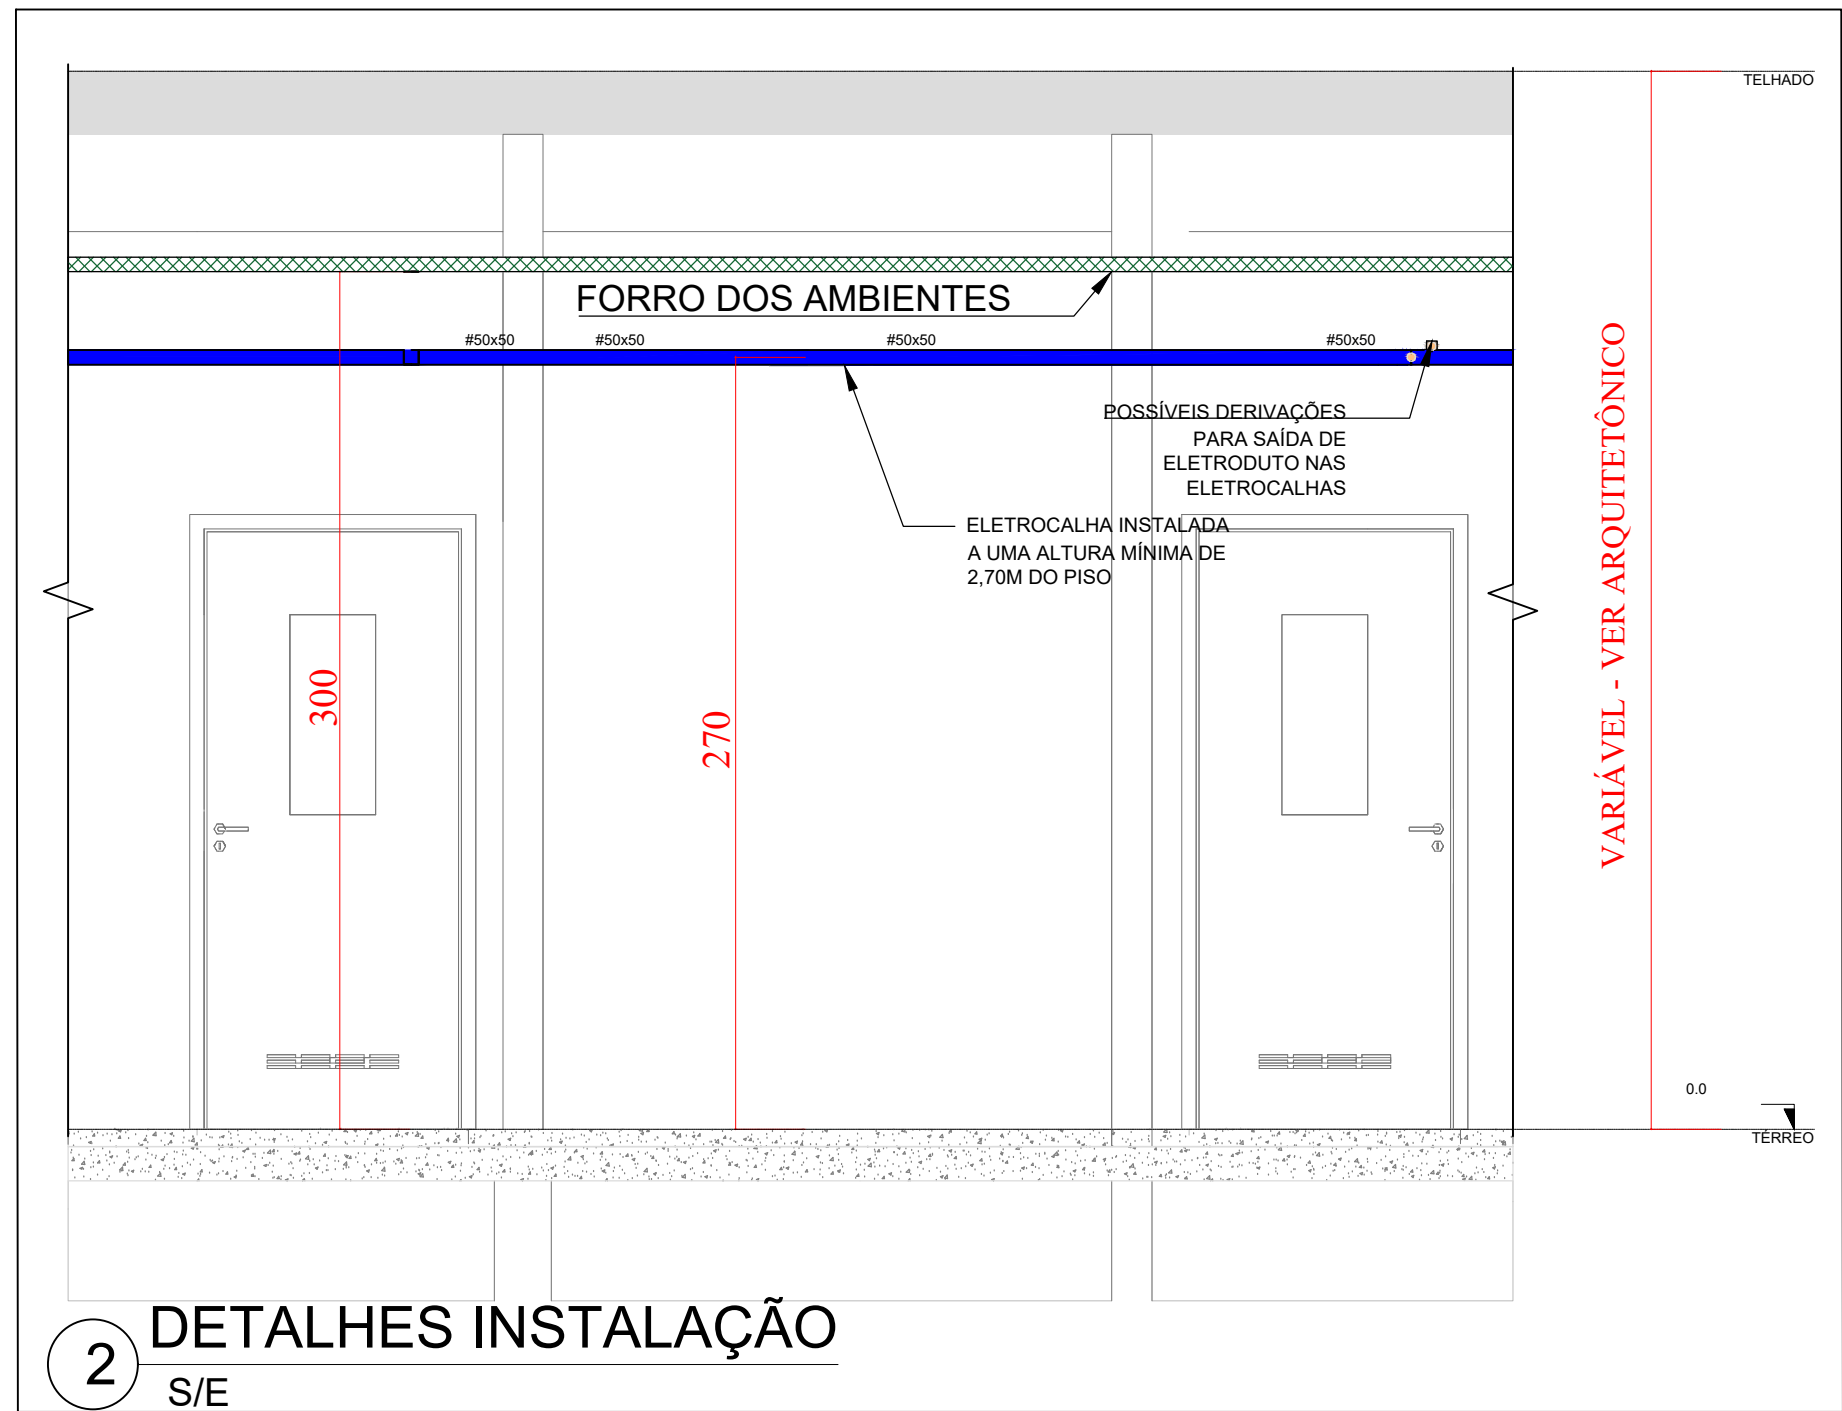 TELHADO
FORRO DOS AMBIENTES
#50x50
#50x50
#50x50
#50x50
POSSÍVEIS DERIVAÇÕES
PARA SAÍDA DE
ELETRODUTO NAS
ELETROCALHAS
ELETROCALHA INSTALADA
A UMA ALTURA MÍNIMA DE
2,70M DO PISO
300
270
VARIÁVEL - VER ARQUITETÔNICO
0.0
TÉRREO
2
DETALHES INSTALAÇÃO
S/E